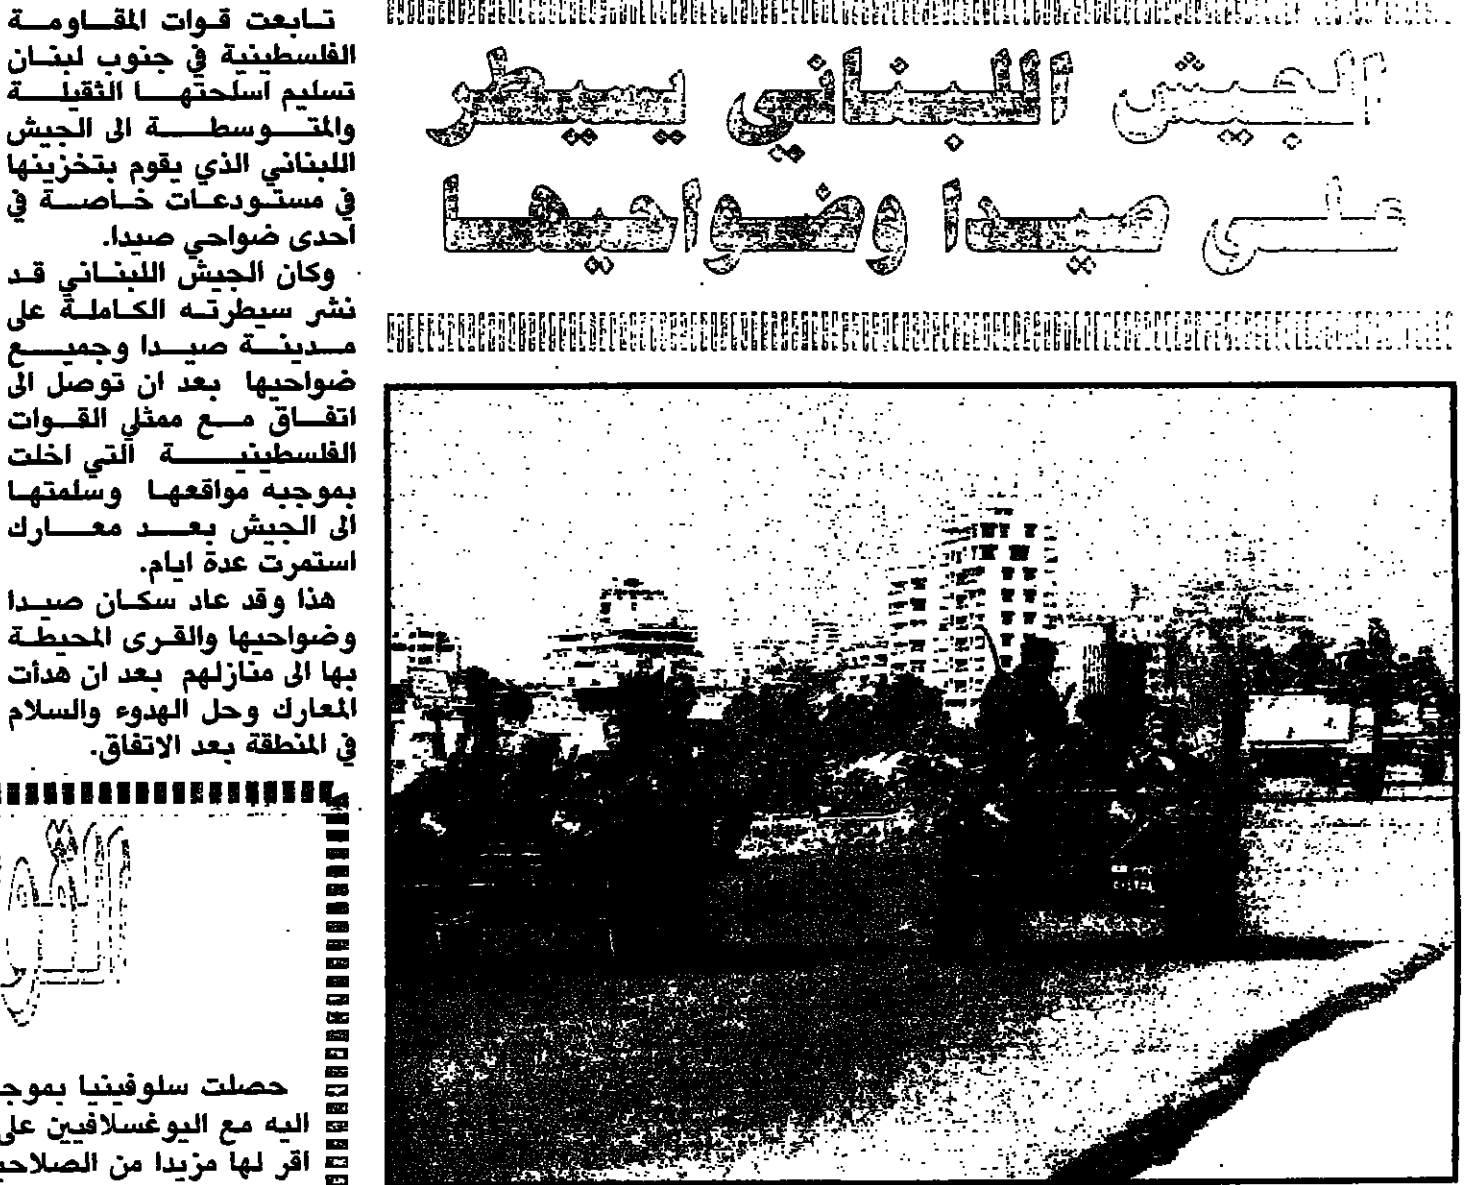 الجيش اللبناني يسيطر
على صيدا وضواحيها
تابعت قوات المقاومة
الفلسطينية في جنوب لبنان
تسليم اسلحتها الثقيلة
والمتوسطة الى الجيش
اللبناني الذي يقوم بتخزينها
في مستودعات خاصة في
احدى ضواحي صيدا.
وكان الجيش اللبناني قد
نشر سيطرته الكاملة على
مدينة صيدا وجميع
ضواحيها بعد ان توصل الى
اتفاق مع ممثلي القوات
الفلسطينية التي اخلت
بموجبه مواقعها وسلمتها
الى الجيش بعد معارك
استمرت عدة ايام.
هذا وقد عاد سكان صيدا
وضواحيها والقرى المحيطة
بها الى منازلهم بعد ان هدأت
المعارك وحل الهدوء والسلام
في المنطقة بعد الاتفاق.
حصلت سلوفينيا بموجـ
اليه مع اليوغسلافيين على
اقر لها مزيدا من الصلاحيـ